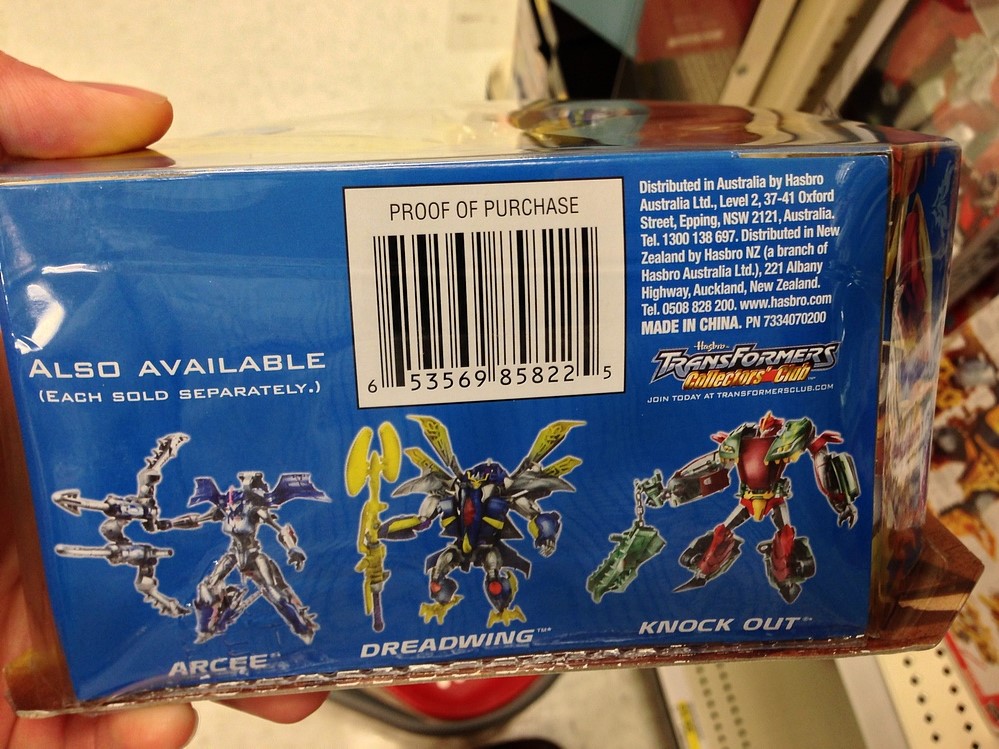 PROOF OF PURCHASE
6 53569 85822 5
Distributed in Australia by Hasbro
Australia Ltd., Level 2, 37-41 Oxford
Street, Epping, NSW 2121, Australia.
Tel. 1300 138 697. Distributed in New
Zealand by Hasbro NZ (a branch of
Hasbro Australia Ltd.), 221 Albany
Highway, Auckland, New Zealand.
Tel. 0508 828 200. www.hasbro.com
MADE IN CHINA. PN 7334070200
Hasbro
TRANSFORMERS
Collectors' Club
JOIN TODAY AT TRANSFORMERSCLUB.COM
ALSO AVAILABLE
(EACH SOLD SEPARATELY.)
ARCEE
DREADWING™*
KNOCK OUT